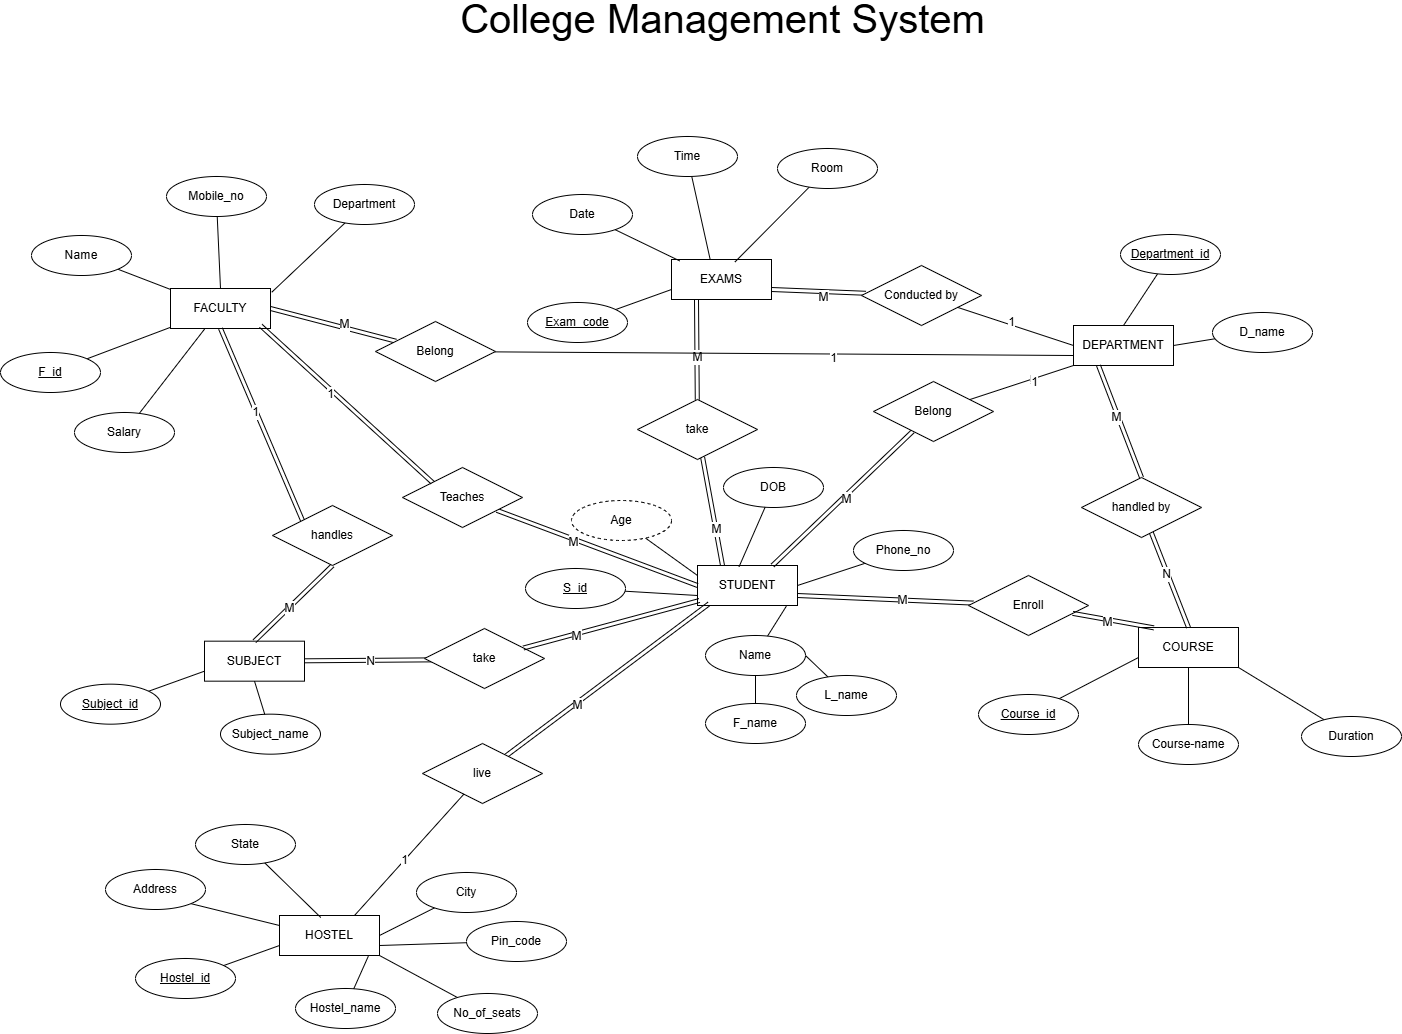 College Management System
Time
Room
Mobile_no
Department
Date
Name
Department_id
EXAMS
Conducted by
M
FACULTY
Exam_code
1
M
D_name
DEPARTMENT
Belong
M
1
F_id
1
1
1
Belong
M
Salary
take
DOB
Teaches
M
handled by
Age
M
handles
M
Phone_no
N
STUDENT
S_id
M
Enroll
M
M
M
COURSE
SUBJECT
N
take
Name
L_name
Subject_id
M
Course_id
F_name
Subject_name
Course-name
Duration
live
State
1
Address
City
HOSTEL
Pin_code
Hostel_id
Hostel_name
No_of_seats